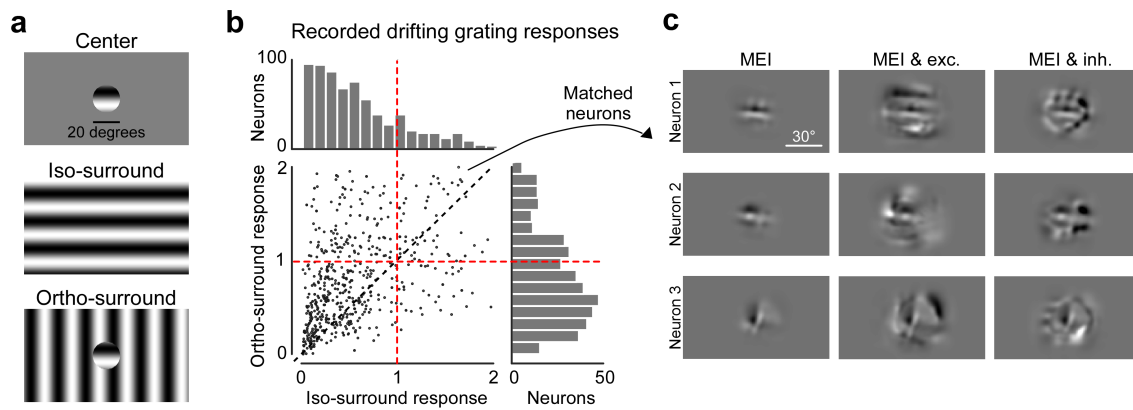 a
Center
20 degrees
Iso-surround
Ortho-surround
b
Recorded drifting grating responses
100
0
Neurons
Matched
neurons
2
1
0
Ortho-surround response
0
1
2
Iso-surround response
0
50
Neurons
c
MEI
MEI & exc.
MEI & inh.
Neuron 1
30°
Neuron 2
Neuron 3